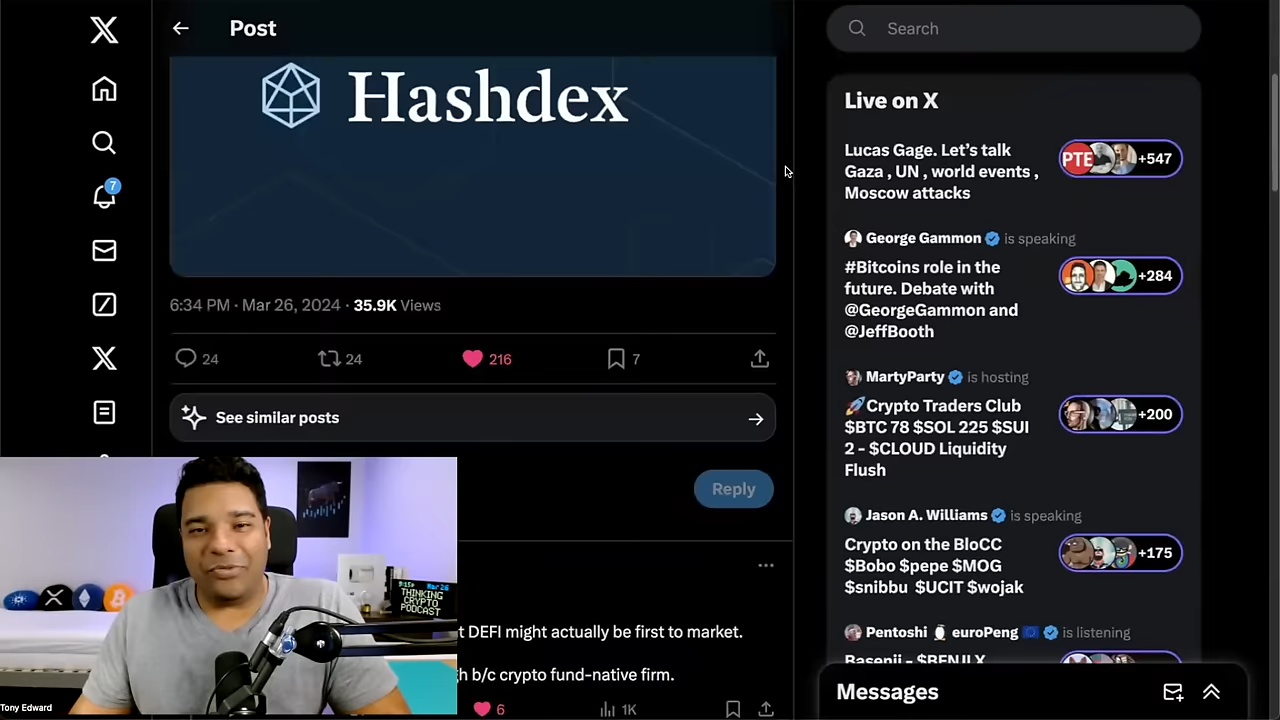 Post
Hashdex
6:34 PM · Mar 26, 2024 · 35.9K Views
24
24
216
7
See similar posts
Reply
t DEFI might actually be first to market.
h b/c crypto fund-native firm.
6
1K
7
Search
Live on X
Lucas Gage. Let’s talk
Gaza , UN , world events ,
Moscow attacks
PTE
+547
George Gammon is speaking
#Bitcoins role in the
future. Debate with
@GeorgeGammon and
@JeffBooth
+284
MartyParty is hosting
🚀Crypto Traders Club
$BTC 78 $SOL 225 $SUI
2 - $CLOUD Liquidity
Flush
+200
Jason A. Williams is speaking
Crypto on the BloCC
$Bobo $pepe $MOG
$snibbu $UCIT $wojak
+175
Pentoshi 🐧 euroPeng 🇪🇺 is listening
Messages
Mar 26
THINKING
CRYPTO
PODCAST
Tony Edward